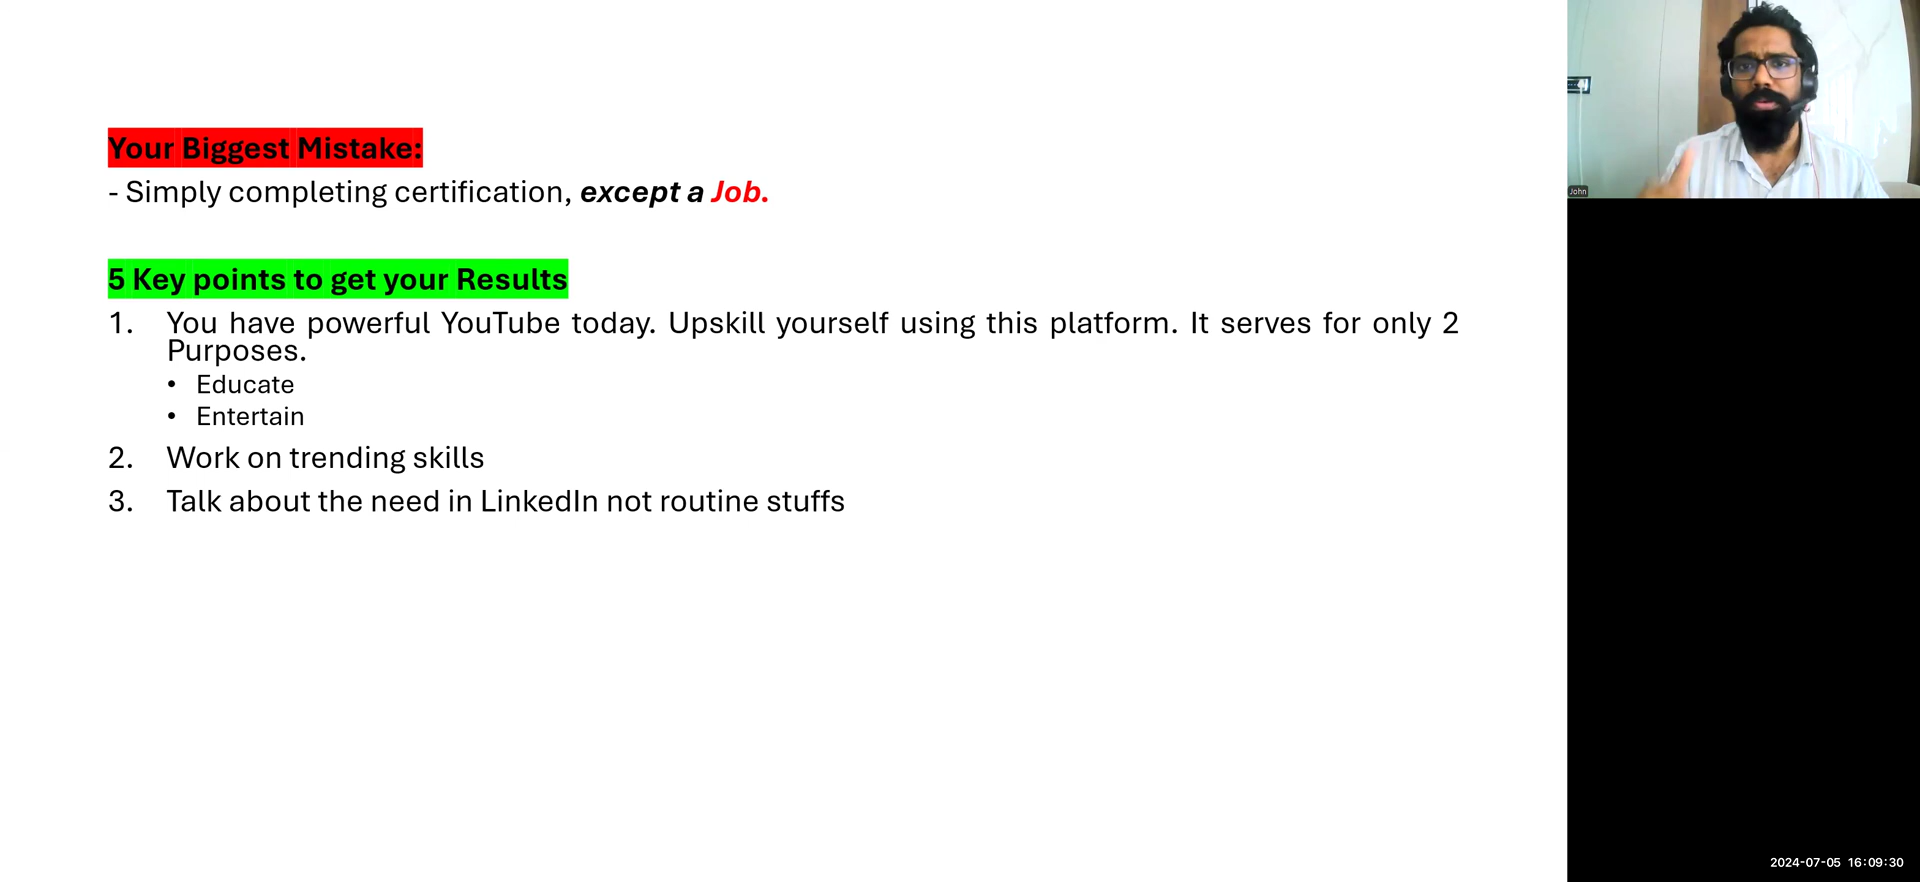 Your Biggest Mistake:
- Simply completing certification, except a Job.
5 Key points to get your Results
1. You have powerful YouTube today. Upskill yourself using this platform. It serves for only 2
Purposes.
• Educate
• Entertain
2. Work on trending skills
3. Talk about the need in LinkedIn not routine stuffs
John
2024-07-05 16:09:30